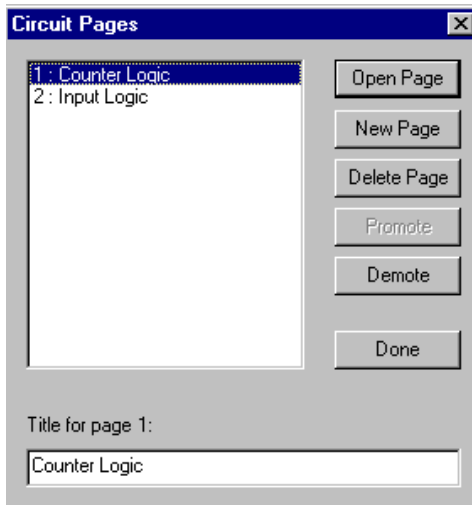 Circuit Pages
1 : Counter Logic
2 : Input Logic
Open Page
New Page
Delete Page
Promote
Demote
Done
Title for page 1:
Counter Logic